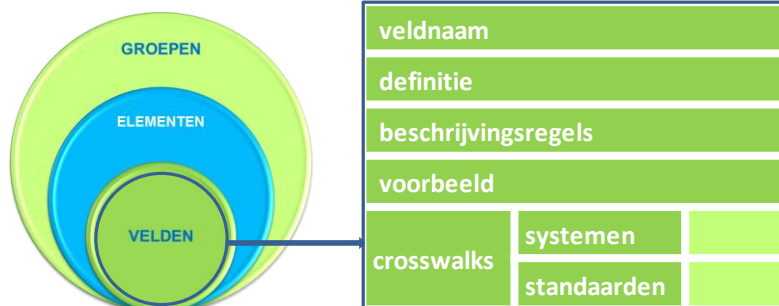 GROEPEN
ELEMENTEN
VELDEN
veldnaam
definitie
beschrijvingsregels
voorbeeld
crosswalks
systemen
standaarden